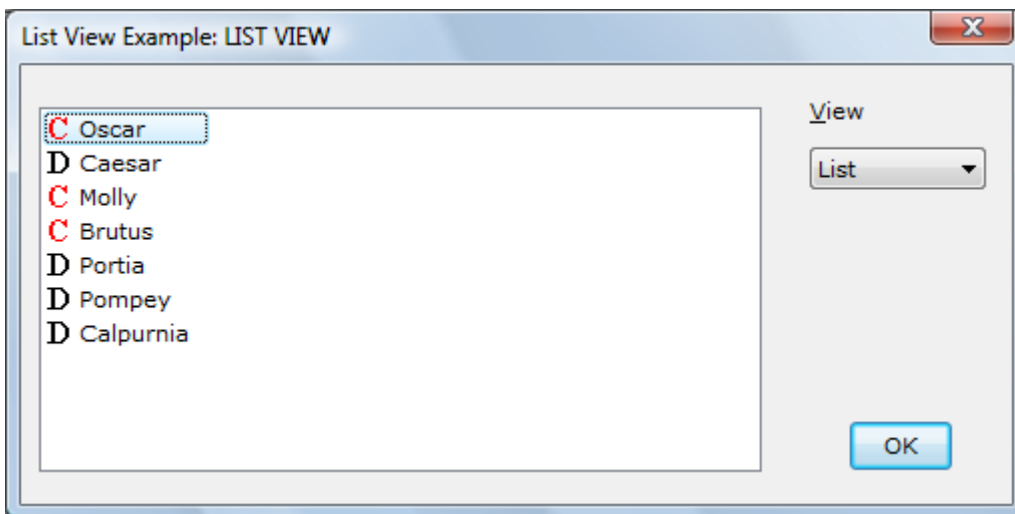 List View Example: LIST VIEW
C Oscar
D Caesar
C Molly
C Brutus
D Portia
D Pompey
D Calpurnia
View
List
OK